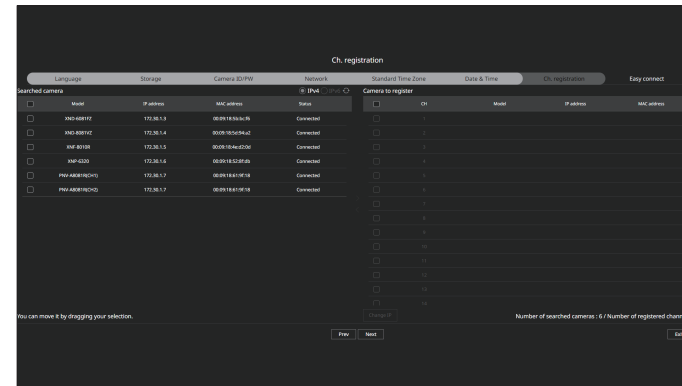 Ch. registration
Language Storage Camera ID/PW Network Standard Time Zone Date & Time Ch. registration Easy connect
Searched camera IPv4 IPv6 Camera to register
Model IP address MAC address Status CH Model IP address MAC address
XND-6081FZ 172.30.1.3 Connected 1
XND-8081VZ 172.30.1.4 00:09:18:5d:94:a2 Connected 2
XNF-8010R 172.30.1.5 00:09:18:4e:d2:0d Connected 3
XNP-6320 172.30.1.6 00:09:18:52:0f:db Connected 4
PNV-A8081R(CH1) 172.30.1.7 00:09:18:61:9f:18 Connected 5
PNV-A8081R(CH2) 172.30.1.7 00:09:18:61:9f:18 Connected 6
7
8
9
10
11
12
13
14
You can move it by dragging your selection. Change IP Number of searched cameras : 6 / Number of registered chann
Prev Next Exi